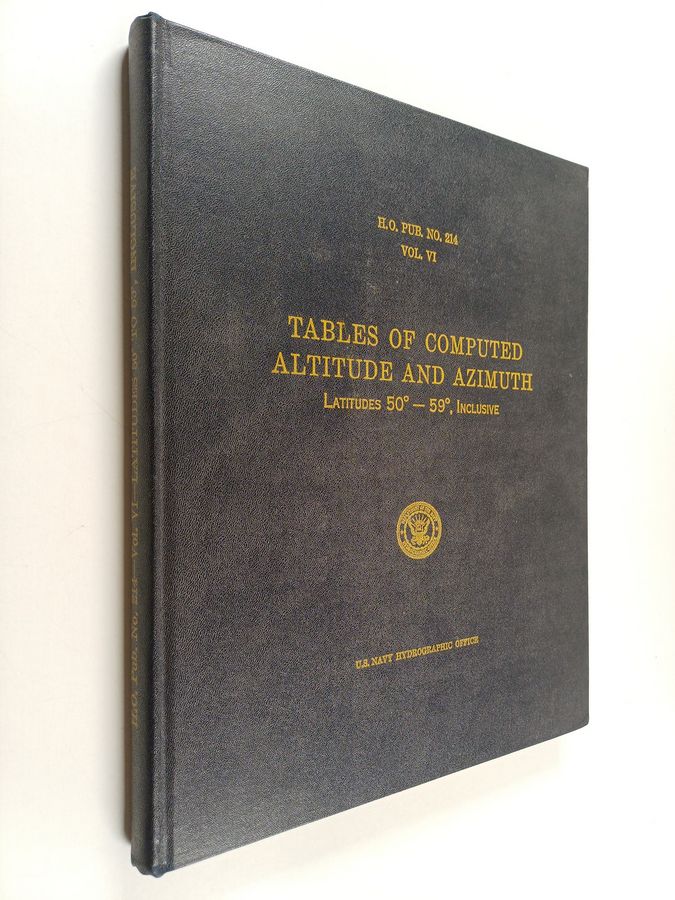 H.O. PUB. NO. 214
VOL. VI
TABLES OF COMPUTED
ALTITUDE AND AZIMUTH
LATITUDES 50° — 59°, INCLUSIVE
U.S. NAVY HYDROGRAPHIC OFFICE
H.O. Pub. No. 214—VOL VI—LATITUDES 50° TO 59°, INCLUSIVE